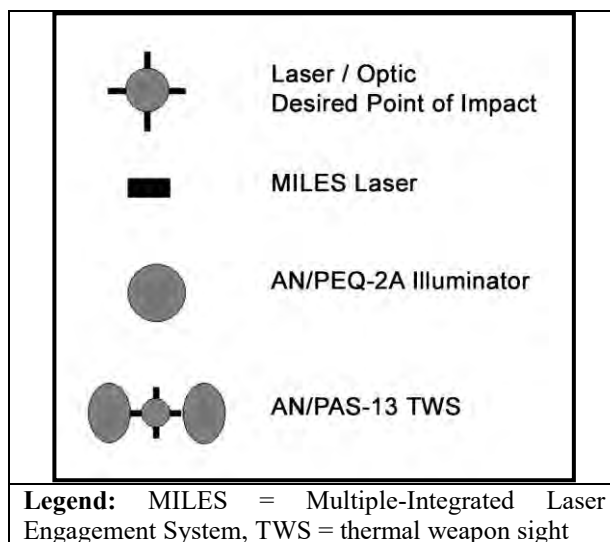 Laser / Optic
Desired Point of Impact
MILES Laser
AN/PEQ-2A Illuminator
AN/PAS-13 TWS
Legend: MILES = Multiple-Integrated Laser
Engagement System, TWS = thermal weapon sight